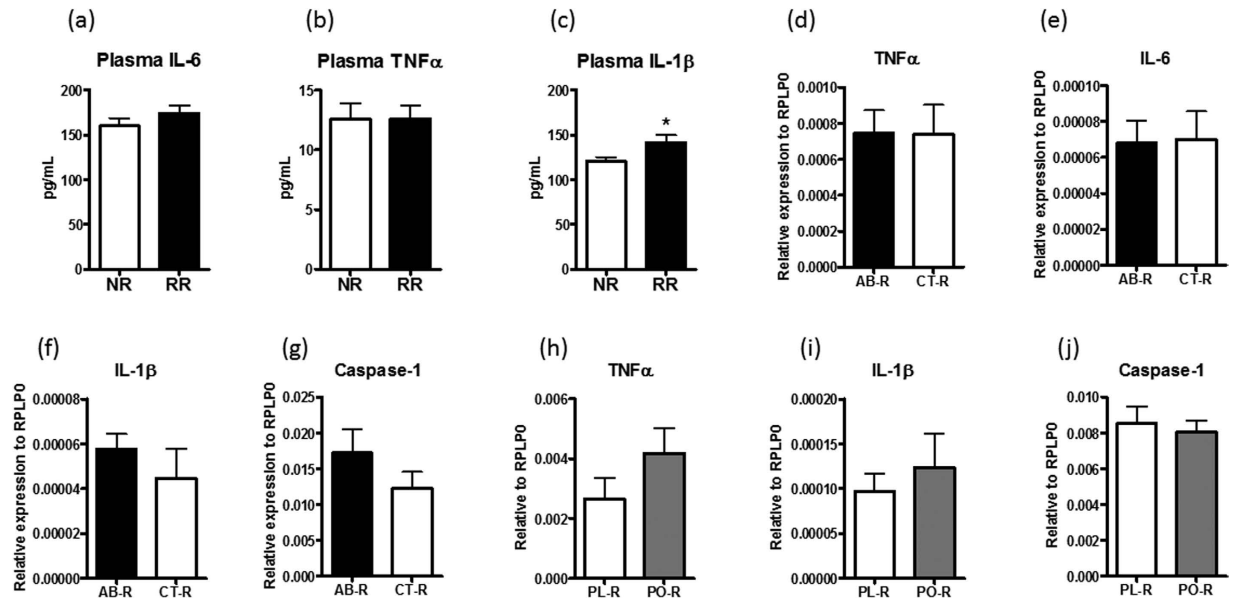 (a)
Plasma IL-6
pg/mL
200
150
100
50
0
NR RR
(b)
Plasma TNFα
pg/mL
15
10
5
0
NR RR
(c)
Plasma IL-1β
pg/mL
200
150
100
50
0
*
NR RR
(d)
TNFα
Relative expression to RPLP0
0.0010
0.0008
0.0006
0.0004
0.0002
0.0000
AB-R CT-R
(e)
IL-6
Relative expression to RPLP0
0.00010
0.00008
0.00006
0.00004
0.00002
0.00000
AB-R CT-R
(f)
IL-1β
Relative expression to RPLP0
0.00008
0.00006
0.00004
0.00002
0.00000
AB-R CT-R
(g)
Caspase-1
Relative expression to RPLP0
0.025
0.020
0.015
0.010
0.005
0.000
AB-R CT-R
(h)
TNFα
Relative to RPLP0
0.006
0.004
0.002
0.000
PL-R PO-R
(i)
IL-1β
Relative to RPLP0
0.00020
0.00015
0.00010
0.00005
0.00000
PL-R PO-R
(j)
Caspase-1
Relative to RPLP0
0.010
0.008
0.006
0.004
0.002
0.000
PL-R PO-R